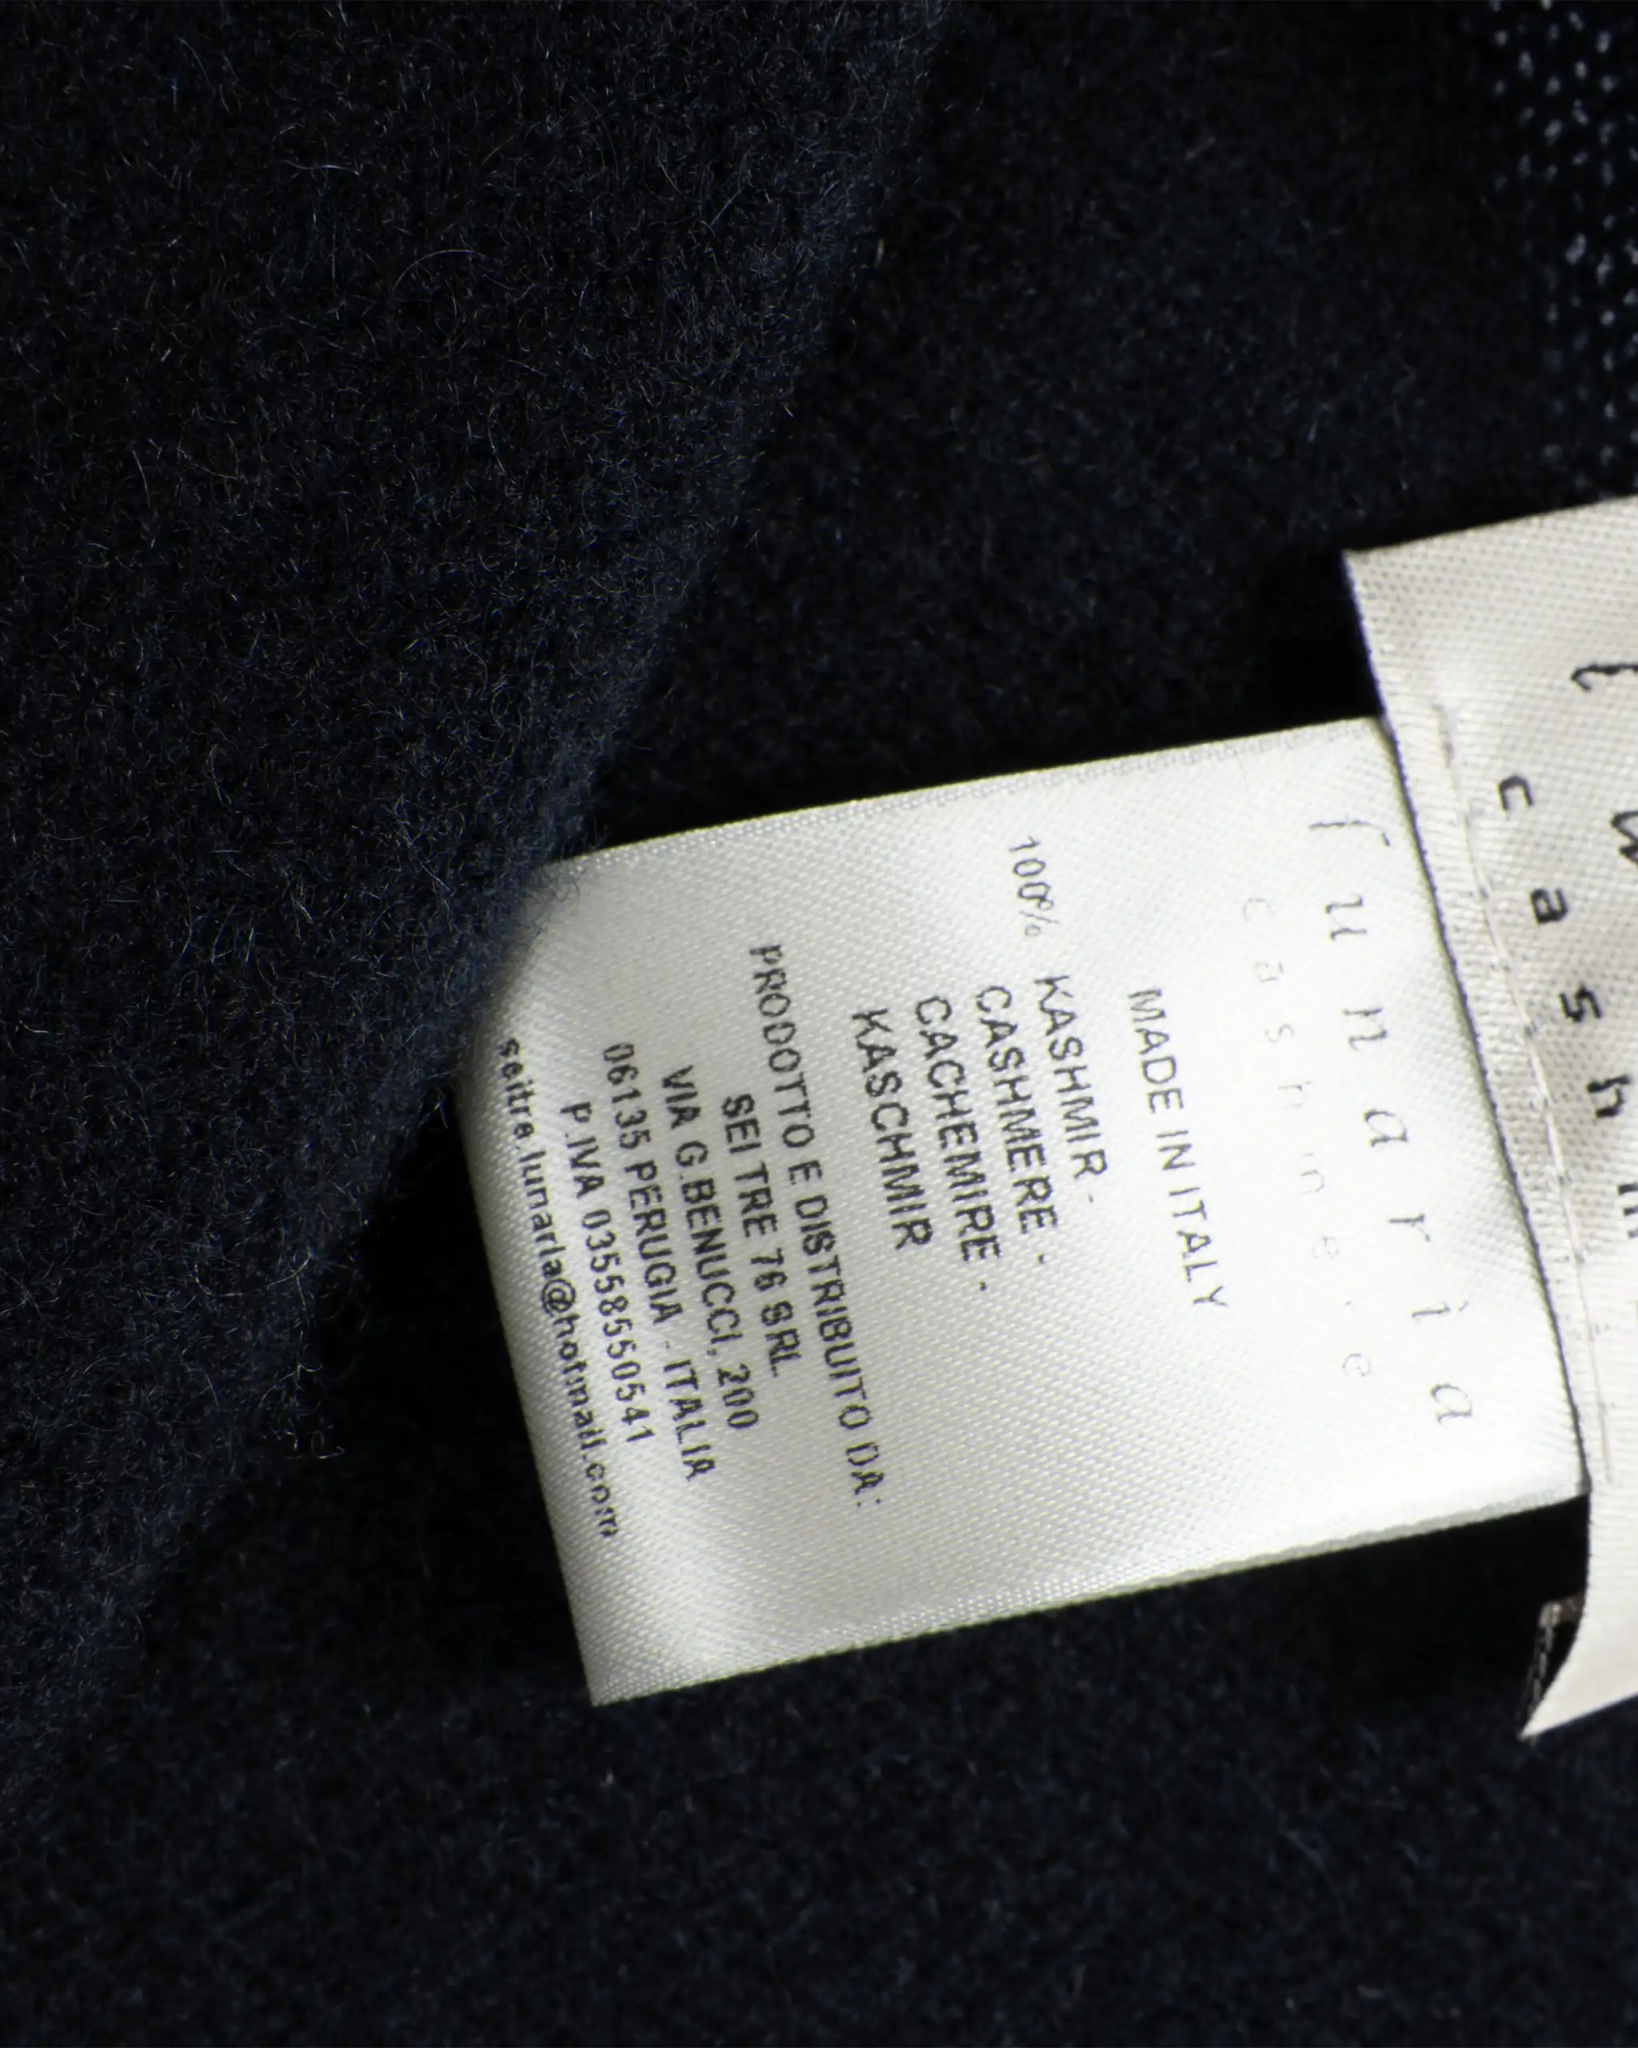 lunaria
cashmere
MADE IN ITALY
100% KASHMIR -
CASHMERE -
CACHEMIRE -
KASCHMIR
PRODOTTO E DISTRIBUITO DA:
SEI TRE 76 SRL
VIA G.BENUCCI, 200
06135 PERUGIA - ITALIA
P.IVA 03558550541
seitre.lunaria@hotmail.com